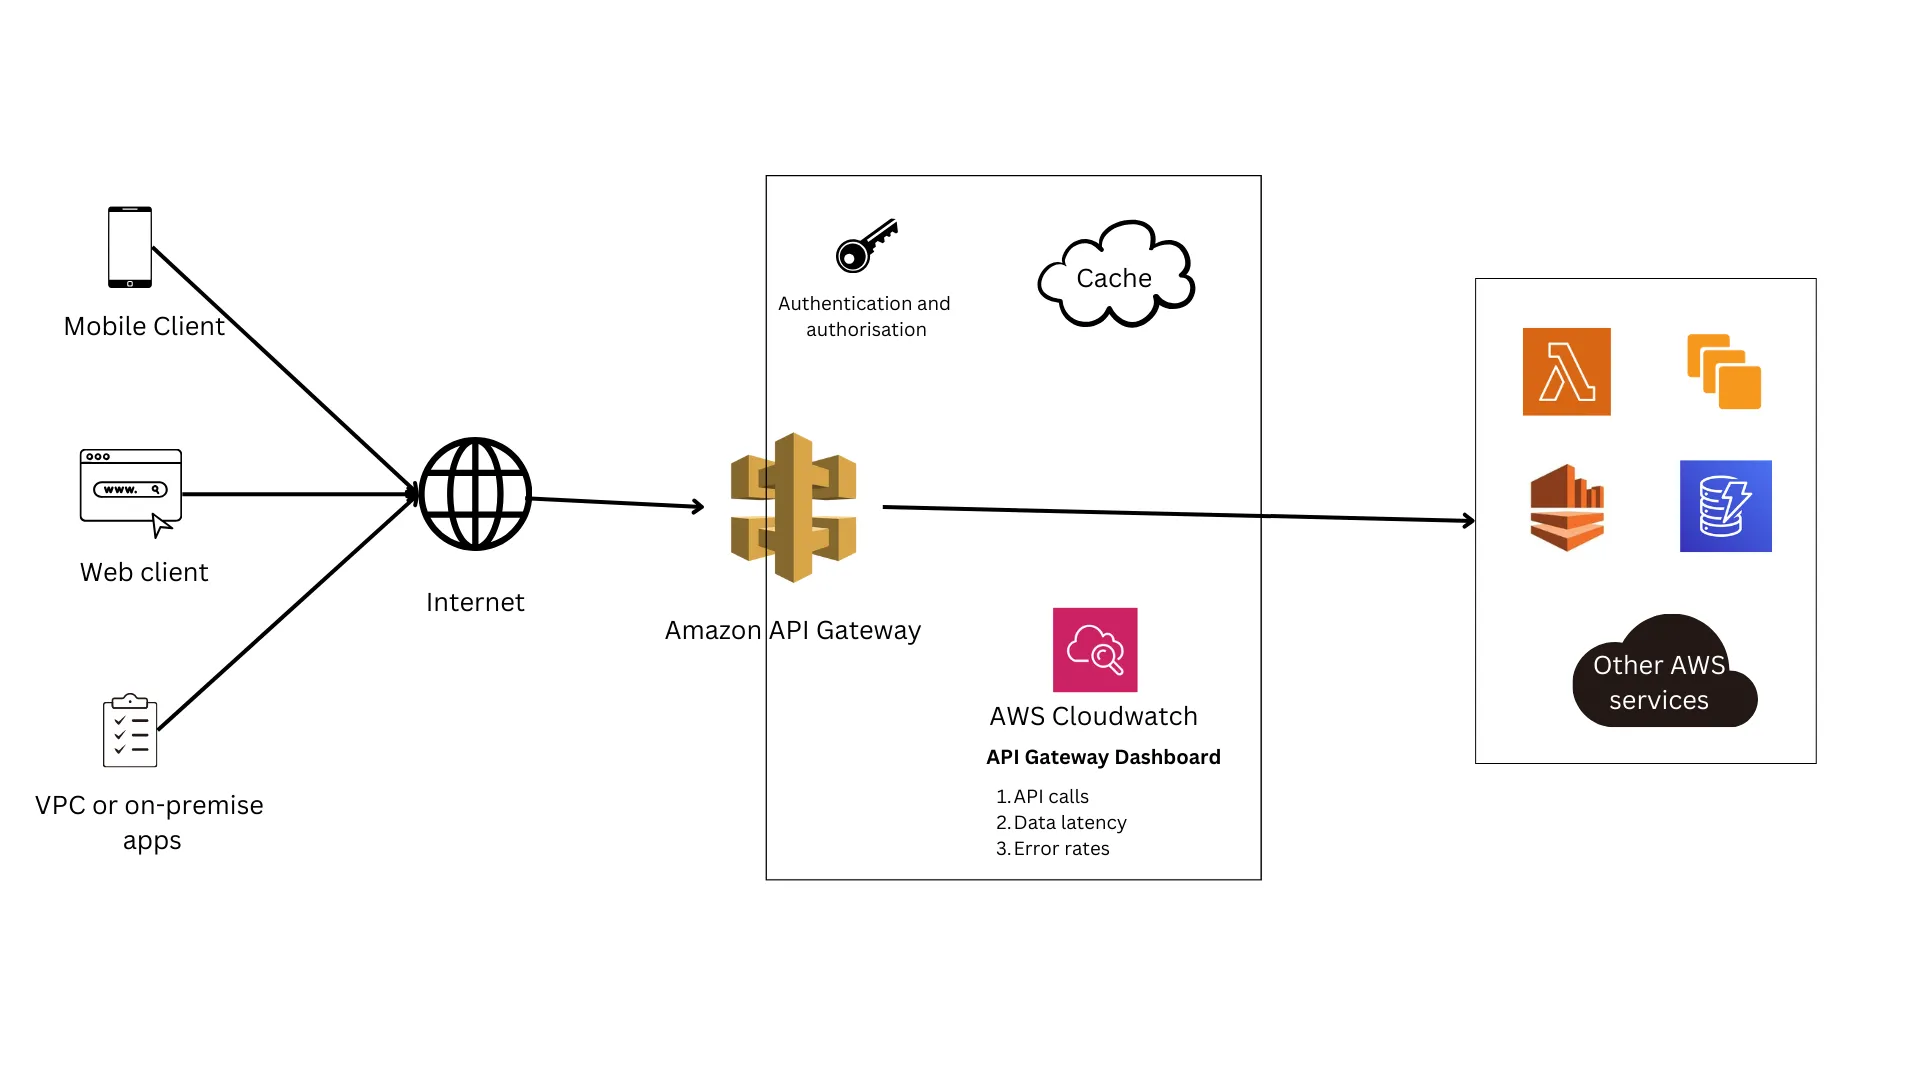 Mobile Client
www.
Web client
VPC or on-premise
apps
Internet
Authentication and
authorisation
Cache
Amazon API Gateway
AWS Cloudwatch
API Gateway Dashboard
1. API calls
2. Data latency
3. Error rates
Other AWS
services